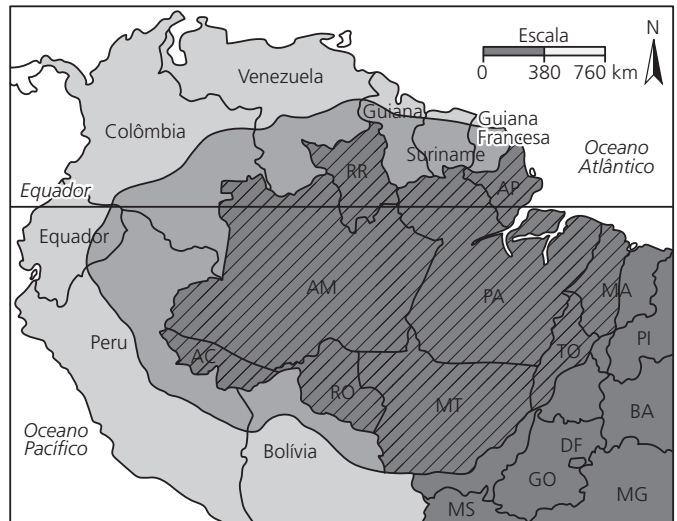 Escala
0 380 760 km
N
Venezuela
Guiana
Guiana
Francesa
Colômbia
Suriname
Oceano
Atlântico
RR
AP
Equador
Equador
AM
PA
MA
Peru
AC
TO
PI
RO
MT
BA
Oceano
Pacífico
Bolívia
DF
GO
MG
MS